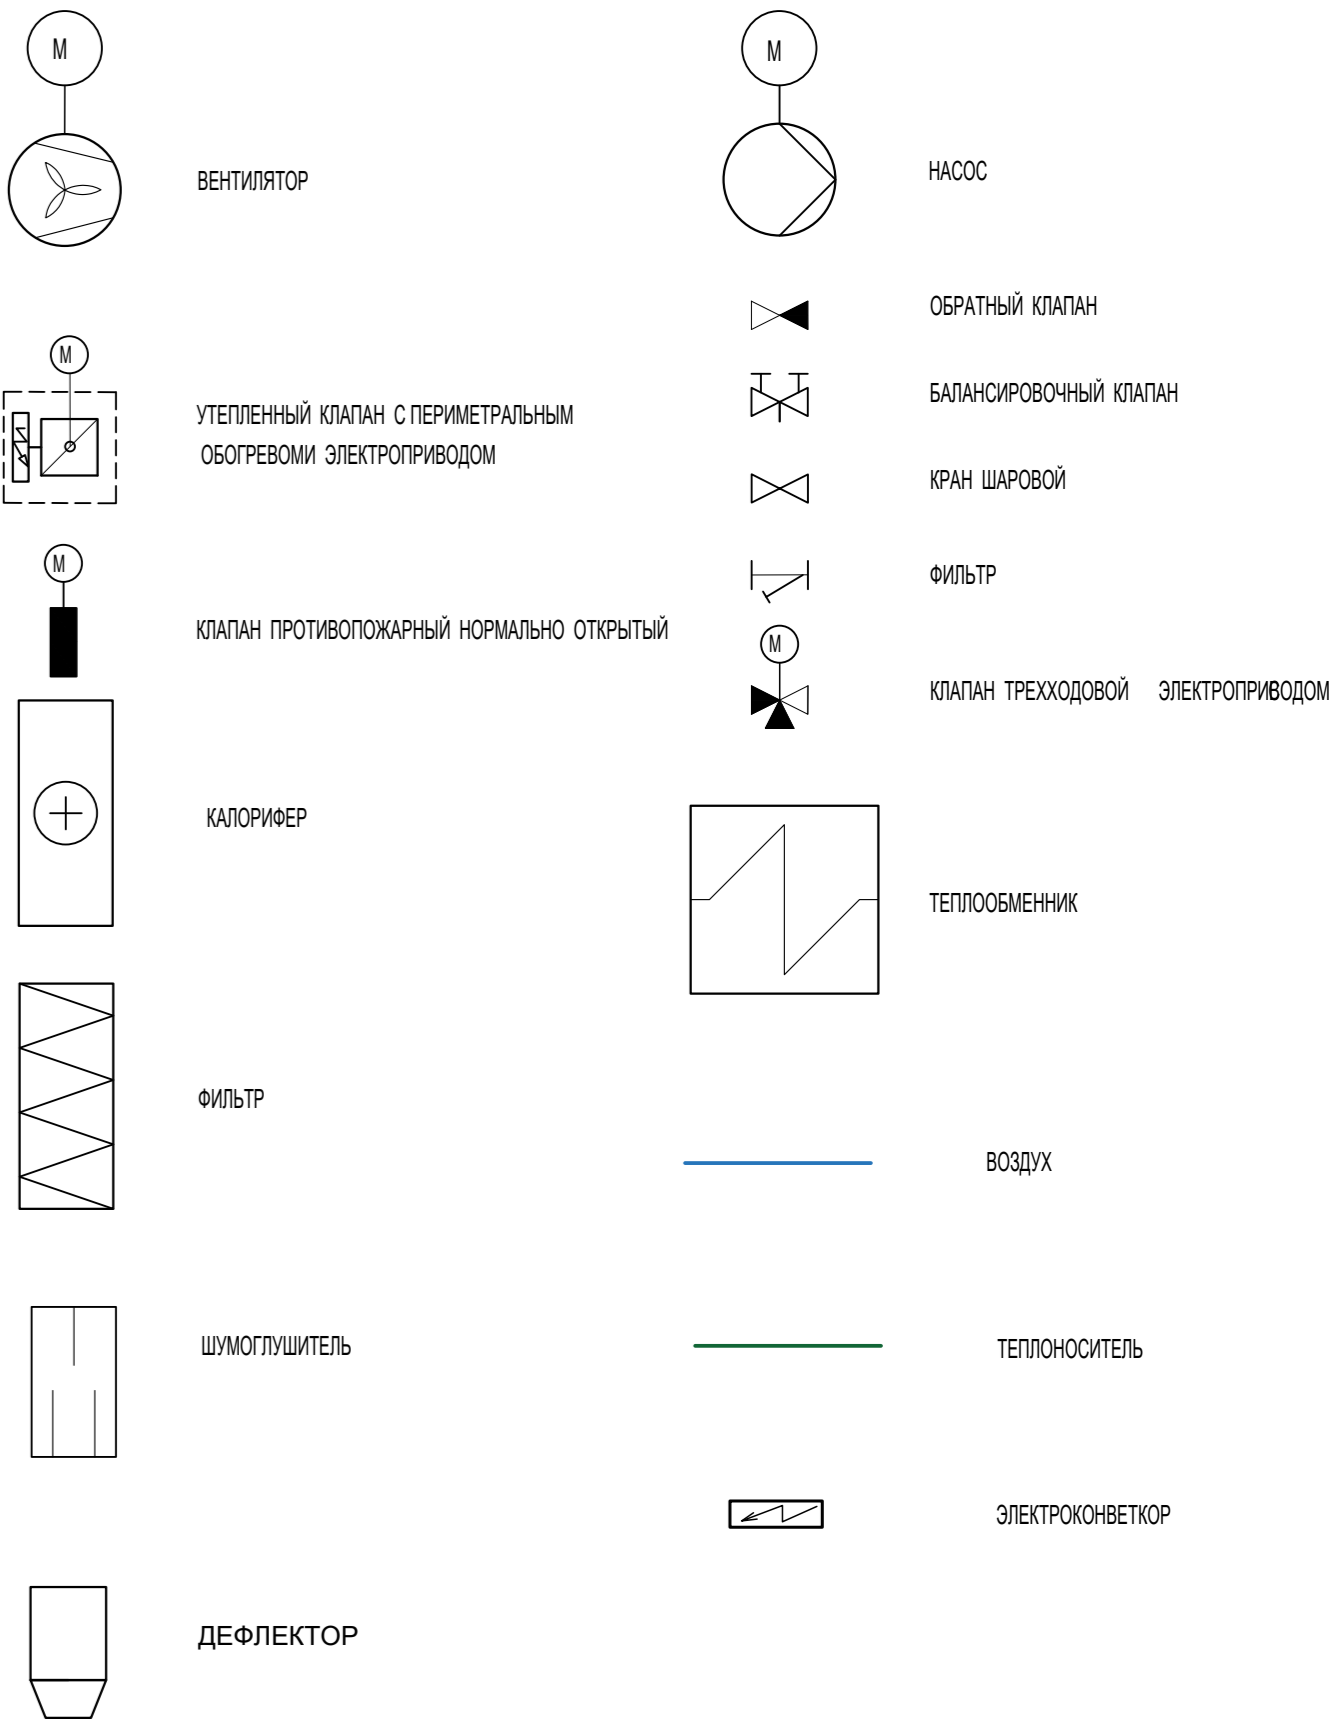 М
ВЕНТИЛЯТОР
М
УТЕПЛЕННЫЙ КЛАПАН С ПЕРИМЕТРАЛЬНЫМ
ОБОГРЕВОМИ ЭЛЕКТРОПРИВОДОМ
М
КЛАПАН ПРОТИВОПОЖАРНЫЙ НОРМАЛЬНО ОТКРЫТЫЙ
КАЛОРИФЕР
ФИЛЬТР
ШУМОГЛУШИТЕЛЬ
ДЕФЛЕКТОР
М
НАСОС
ОБРАТНЫЙ КЛАПАН
БАЛАНСИРОВОЧНЫЙ КЛАПАН
КРАН ШАРОВОЙ
ФИЛЬТР
М
КЛАПАН ТРЕХХОДОВОЙ ЭЛЕКТРОПРИВОДОМ
ТЕПЛООБМЕННИК
ВОЗДУХ
ТЕПЛОНОСИТЕЛЬ
ЭЛЕКТРОКОНВЕТКОР